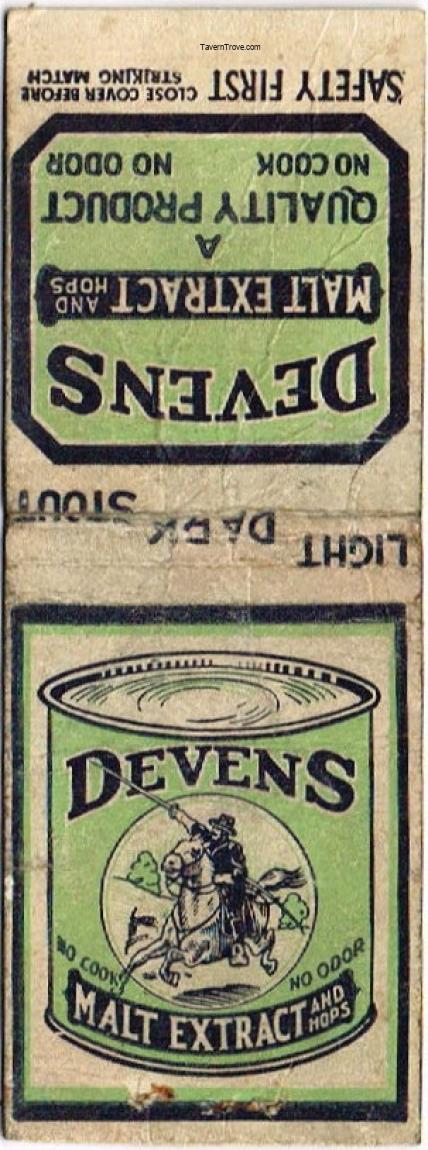 TavernTrove.com
SAFETY FIRST
CLOSE COVER BEFORE
STRIKING MATCH
DEVENS
MALT EXTRACT AND HOPS
A
QUALITY PRODUCT
NO COOK NO ODOR
LIGHT DARK STOUT
DEVENS
NO COOK NO ODOR
MALT EXTRACT AND HOPS